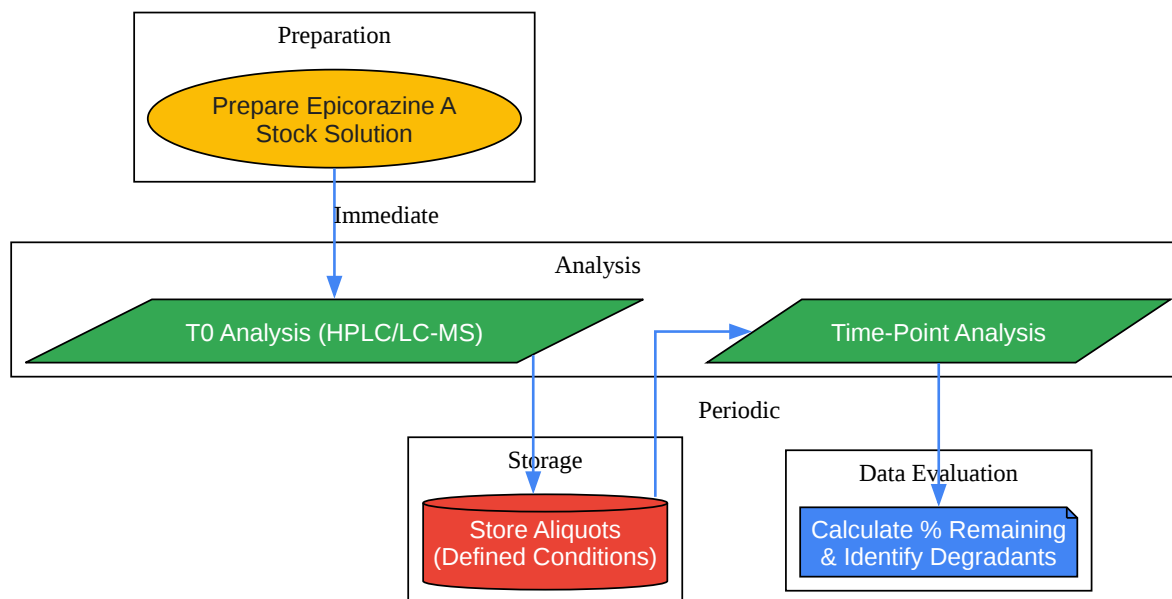 Preparation
Prepare Epicorazine A
Stock Solution
Immediate
Analysis
T0 Analysis (HPLC/LC-MS)
Time-Point Analysis
Periodic
Storage
Store Aliquots
(Defined Conditions)
Data Evaluation
Calculate % Remaining
& Identify Degradants